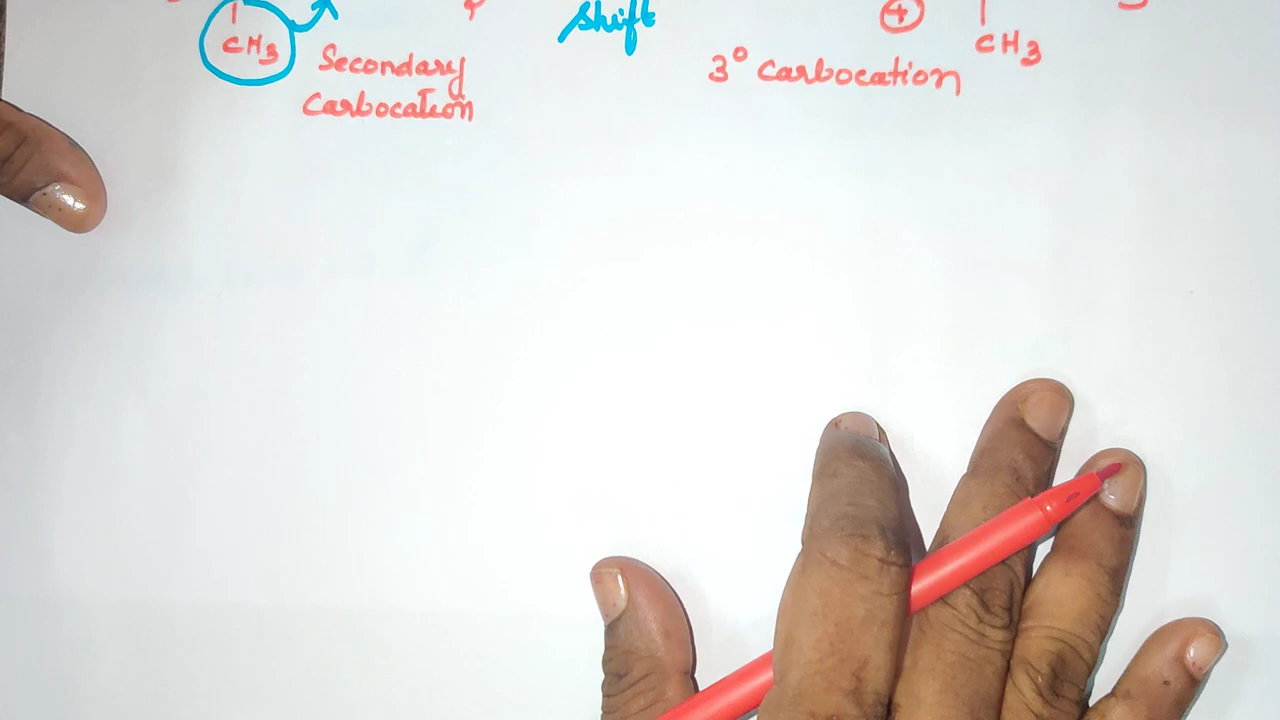 CH3
Secondary
Carbocation
Shift
+
CH3
3° Carbocation